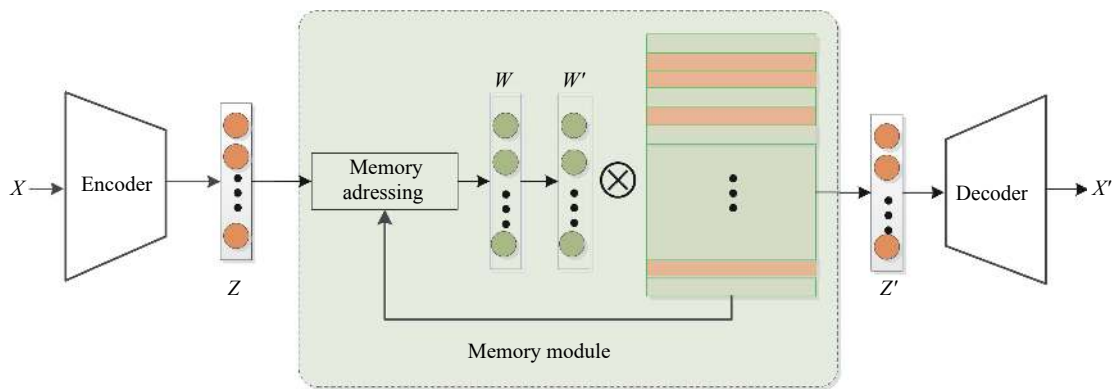 W
W'
X
Encoder
Memory
adressing
Decoder
X'
Z
Z'
Memory module